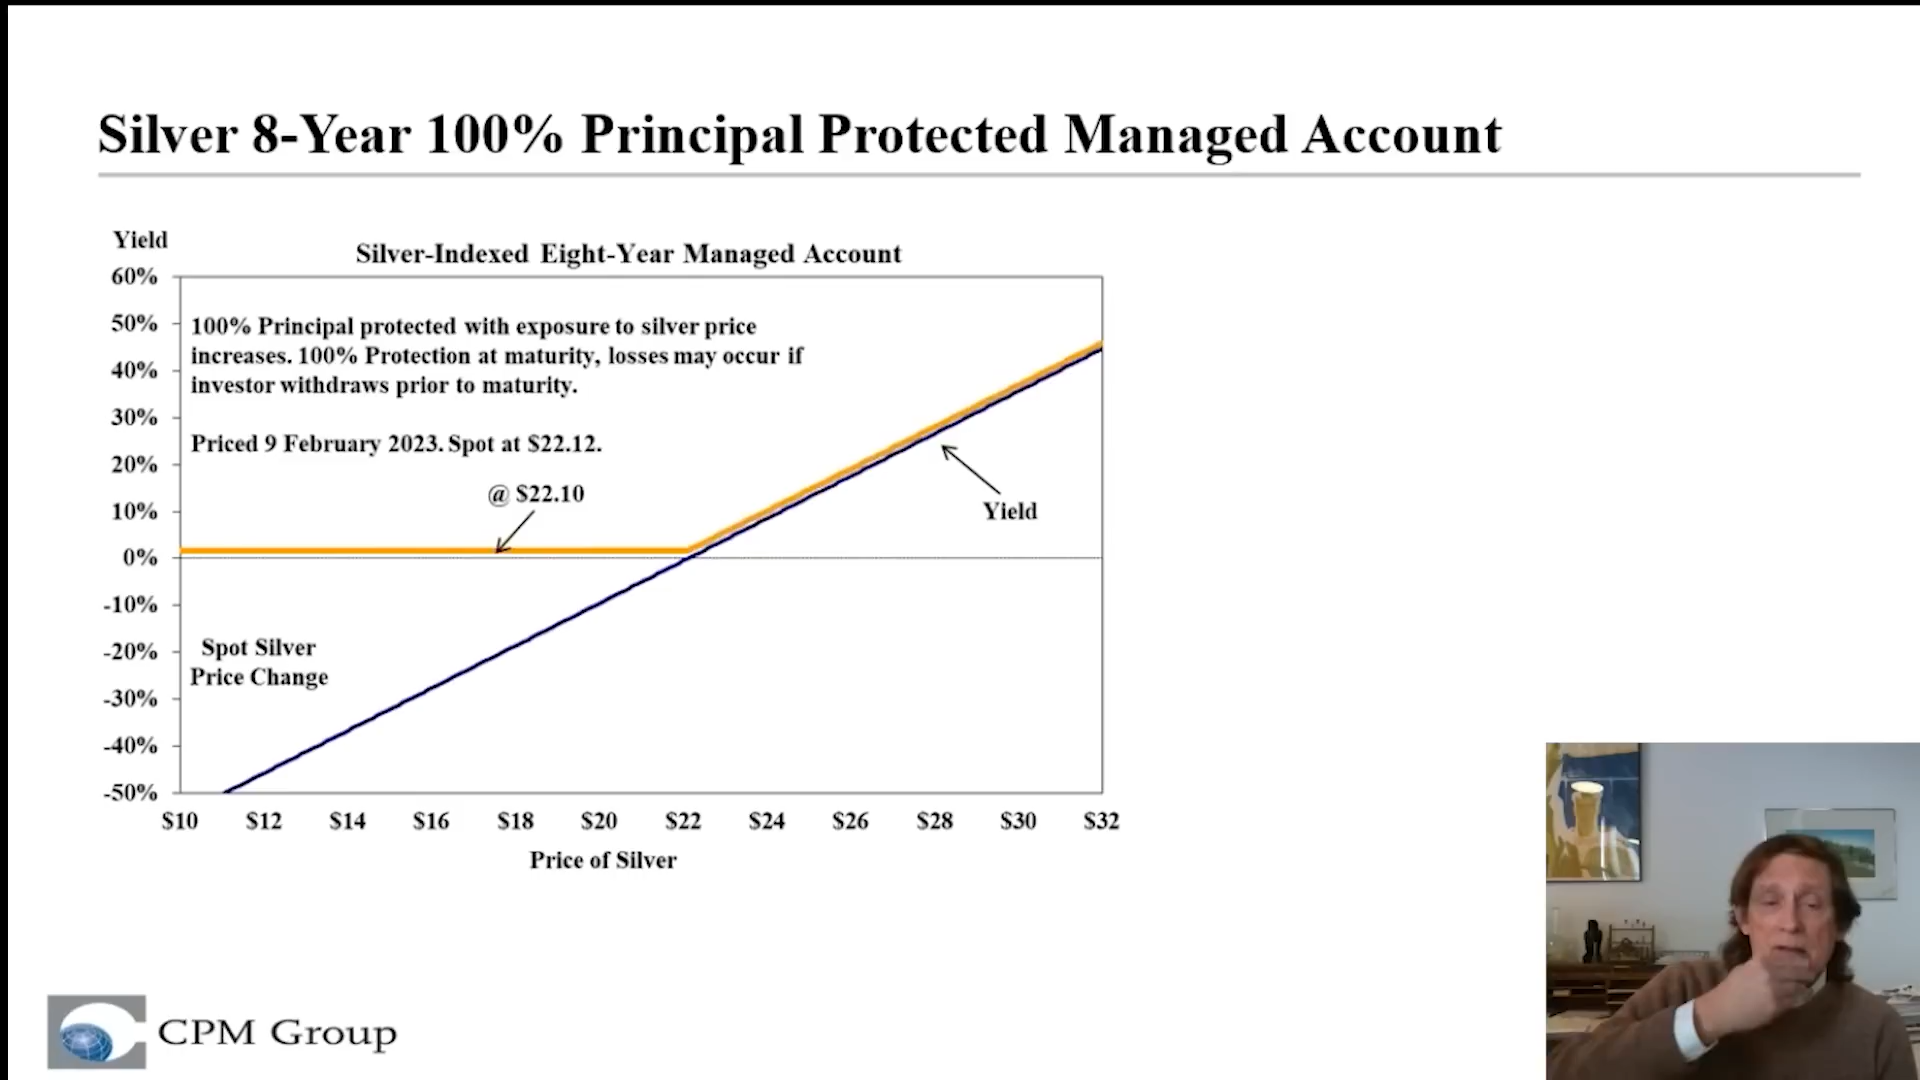 Silver 8-Year 100% Principal Protected Managed Account
Yield
Silver-Indexed Eight-Year Managed Account
60%
50%
40%
30%
20%
10%
0%
-10%
-20%
-30%
-40%
-50%
100% Principal protected with exposure to silver price
increases. 100% Protection at maturity, losses may occur if
investor withdraws prior to maturity.
Priced 9 February 2023. Spot at $22.12.
@ $22.10
Yield
Spot Silver
Price Change
$10 $12 $14 $16 $18 $20 $22 $24 $26 $28 $30 $32
Price of Silver
CPM Group